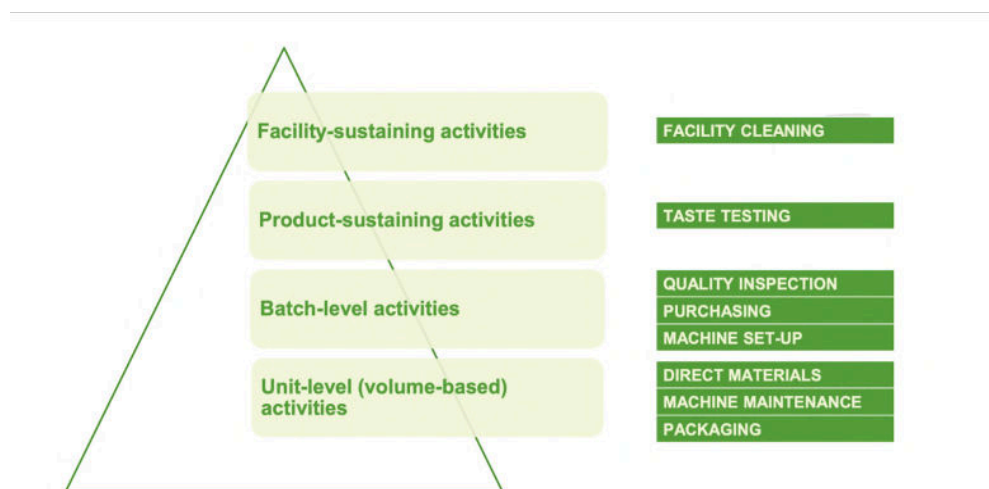 Facility-sustaining activities
FACILITY CLEANING
Product-sustaining activities
TASTE TESTING
Batch-level activities
QUALITY INSPECTION
PURCHASING
MACHINE SET-UP
Unit-level (volume-based)
activities
DIRECT MATERIALS
MACHINE MAINTENANCE
PACKAGING